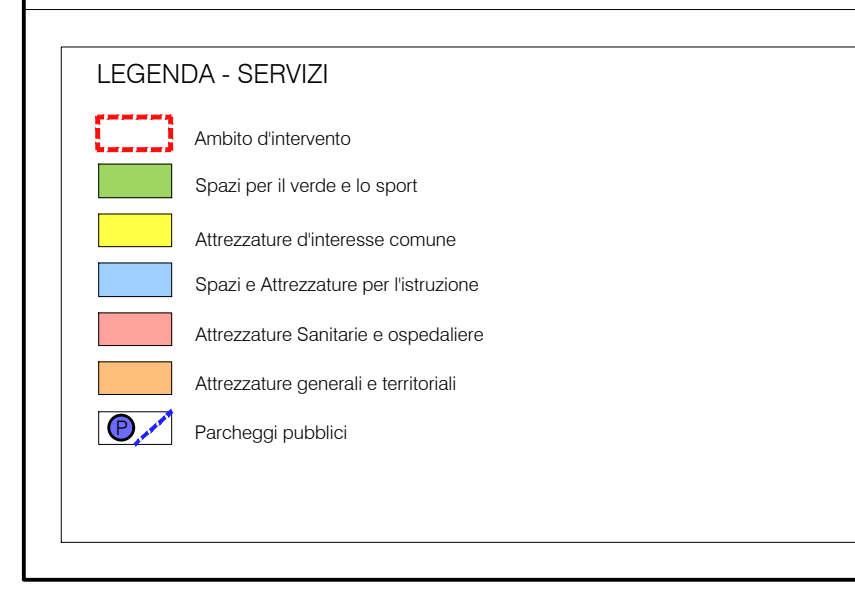 LEGENDA - SERVIZI
Ambito d'intervento
Spazi per il verde e lo sport
Attrezzature d'interesse comune
Spazi e Attrezzature per l'istruzione
Attrezzature Sanitarie e ospedaliere
Attrezzature generali e territoriali
P
Parcheggi pubblici